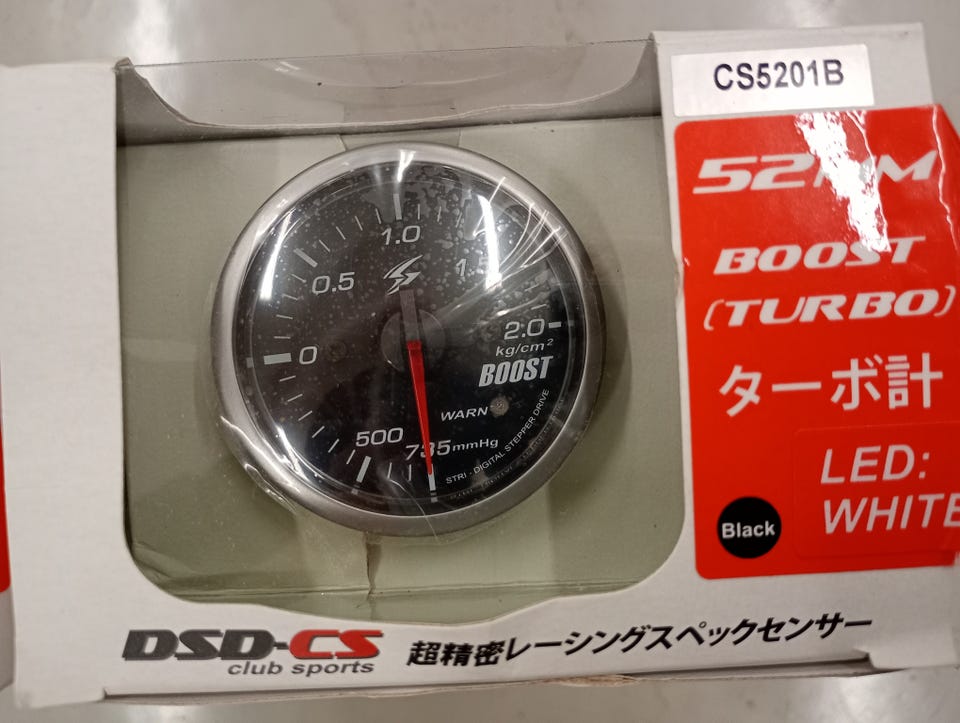 CS5201B
52MM
BOOST
(TURBO)
ターボ計
LED:
WHITE
Black
1.0
0.5
1.5
0
2.0
kg/cm²
BOOST
WARN
500
735mmHg
STRI - DIGITAL STEPPER DRIVE
DSD-CS
club sports
超精密レーシングスペックセンサー